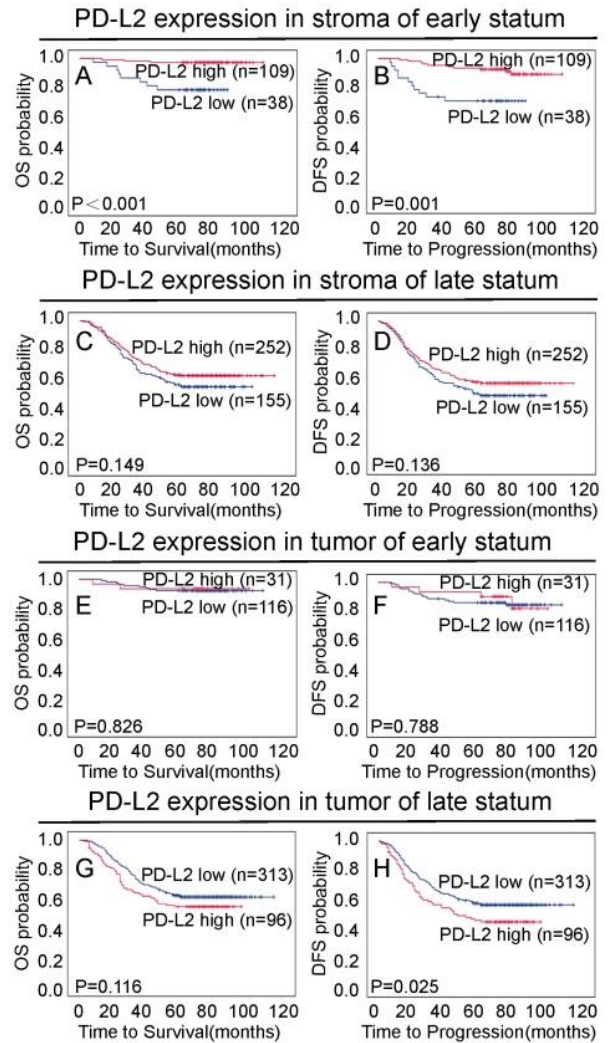 PD-L2 expression in stroma of early statum
OS probability
1.0
0.8
0.6
0.4
0.2
0.0
A
PD-L2 high (n=109)
PD-L2 low (n=38)
P<0.001
0 20 40 60 80 100 120
Time to Survival(months)
DFS probability
1.0
0.8
0.6
0.4
0.2
0.0
B
PD-L2 high (n=109)
PD-L2 low (n=38)
P=0.001
0 20 40 60 80 100 120
Time to Progression(months)
PD-L2 expression in stroma of late statum
OS probability
1.0
0.8
0.6
0.4
0.2
0.0
C
PD-L2 high (n=252)
PD-L2 low (n=155)
P=0.149
0 20 40 60 80 100 120
Time to Survival(months)
DFS probability
1.0
0.8
0.6
0.4
0.2
0.0
D
PD-L2 high (n=252)
PD-L2 low (n=155)
P=0.136
0 20 40 60 80 100 120
Time to Progression(months)
PD-L2 expression in tumor of early statum
OS probability
1.0
0.8
0.6
0.4
0.2
0.0
E
PD-L2 high (n=31)
PD-L2 low (n=116)
P=0.826
0 20 40 60 80 100 120
Time to Survival(months)
DFS probability
1.0
0.8
0.6
0.4
0.2
0.0
F
PD-L2 high (n=31)
PD-L2 low (n=116)
P=0.788
0 20 40 60 80 100 120
Time to Progression(months)
PD-L2 expression in tumor of late statum
OS probability
1.0
0.8
0.6
0.4
0.2
0.0
G
PD-L2 low (n=313)
PD-L2 high (n=96)
P=0.116
0 20 40 60 80 100 120
Time to Survival(months)
DFS probability
1.0
0.8
0.6
0.4
0.2
0.0
H
PD-L2 low (n=313)
PD-L2 high (n=96)
P=0.025
0 20 40 60 80 100 120
Time to Progression(months)